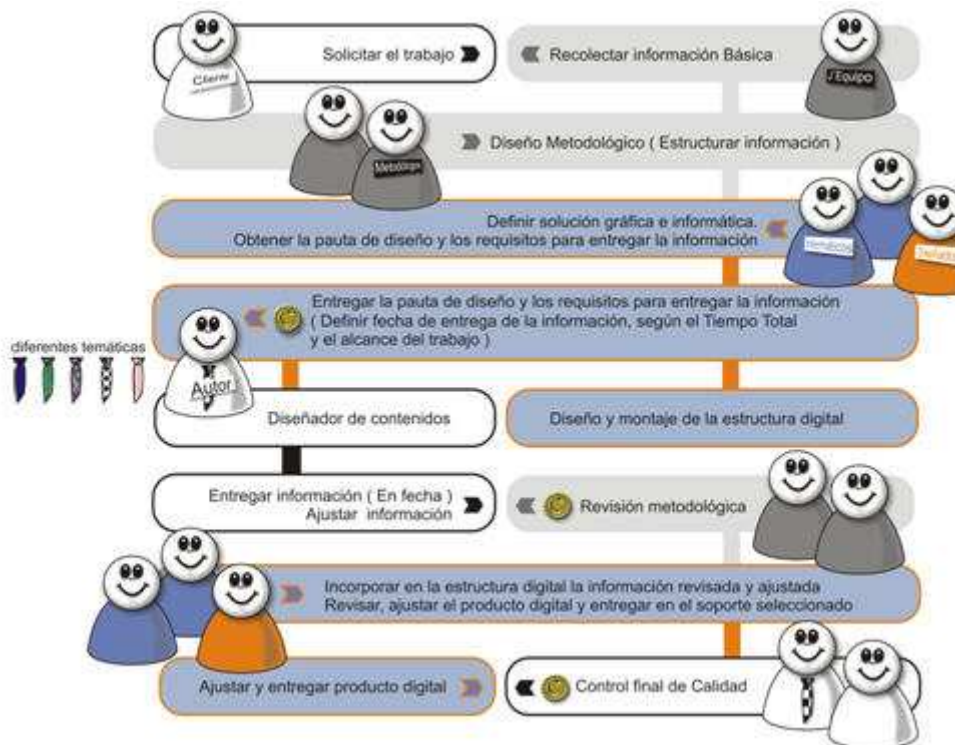 Solicitar el trabajo
Recolectar información Básica
Cliente
J'Equipo
Diseño Metodológico ( Estructurar información )
Metodólogos
Definir solución gráfica e informática.
Obtener la pauta de diseño y los requisitos para entregar la información
Entregar la pauta de diseño y los requisitos para entregar la información
( Definir fecha de entrega de la información, según el Tiempo Total
y el alcance del trabajo )
diferentes temáticas
Autor
Diseñador de contenidos
Diseño y montaje de la estructura digital
Entregar información ( En fecha )
Ajustar información
Revisión metodológica
Incorporar en la estructura digital la información revisada y ajustada
Revisar, ajustar el producto digital y entregar en el soporte seleccionado
Ajustar y entregar producto digital
Control final de Calidad